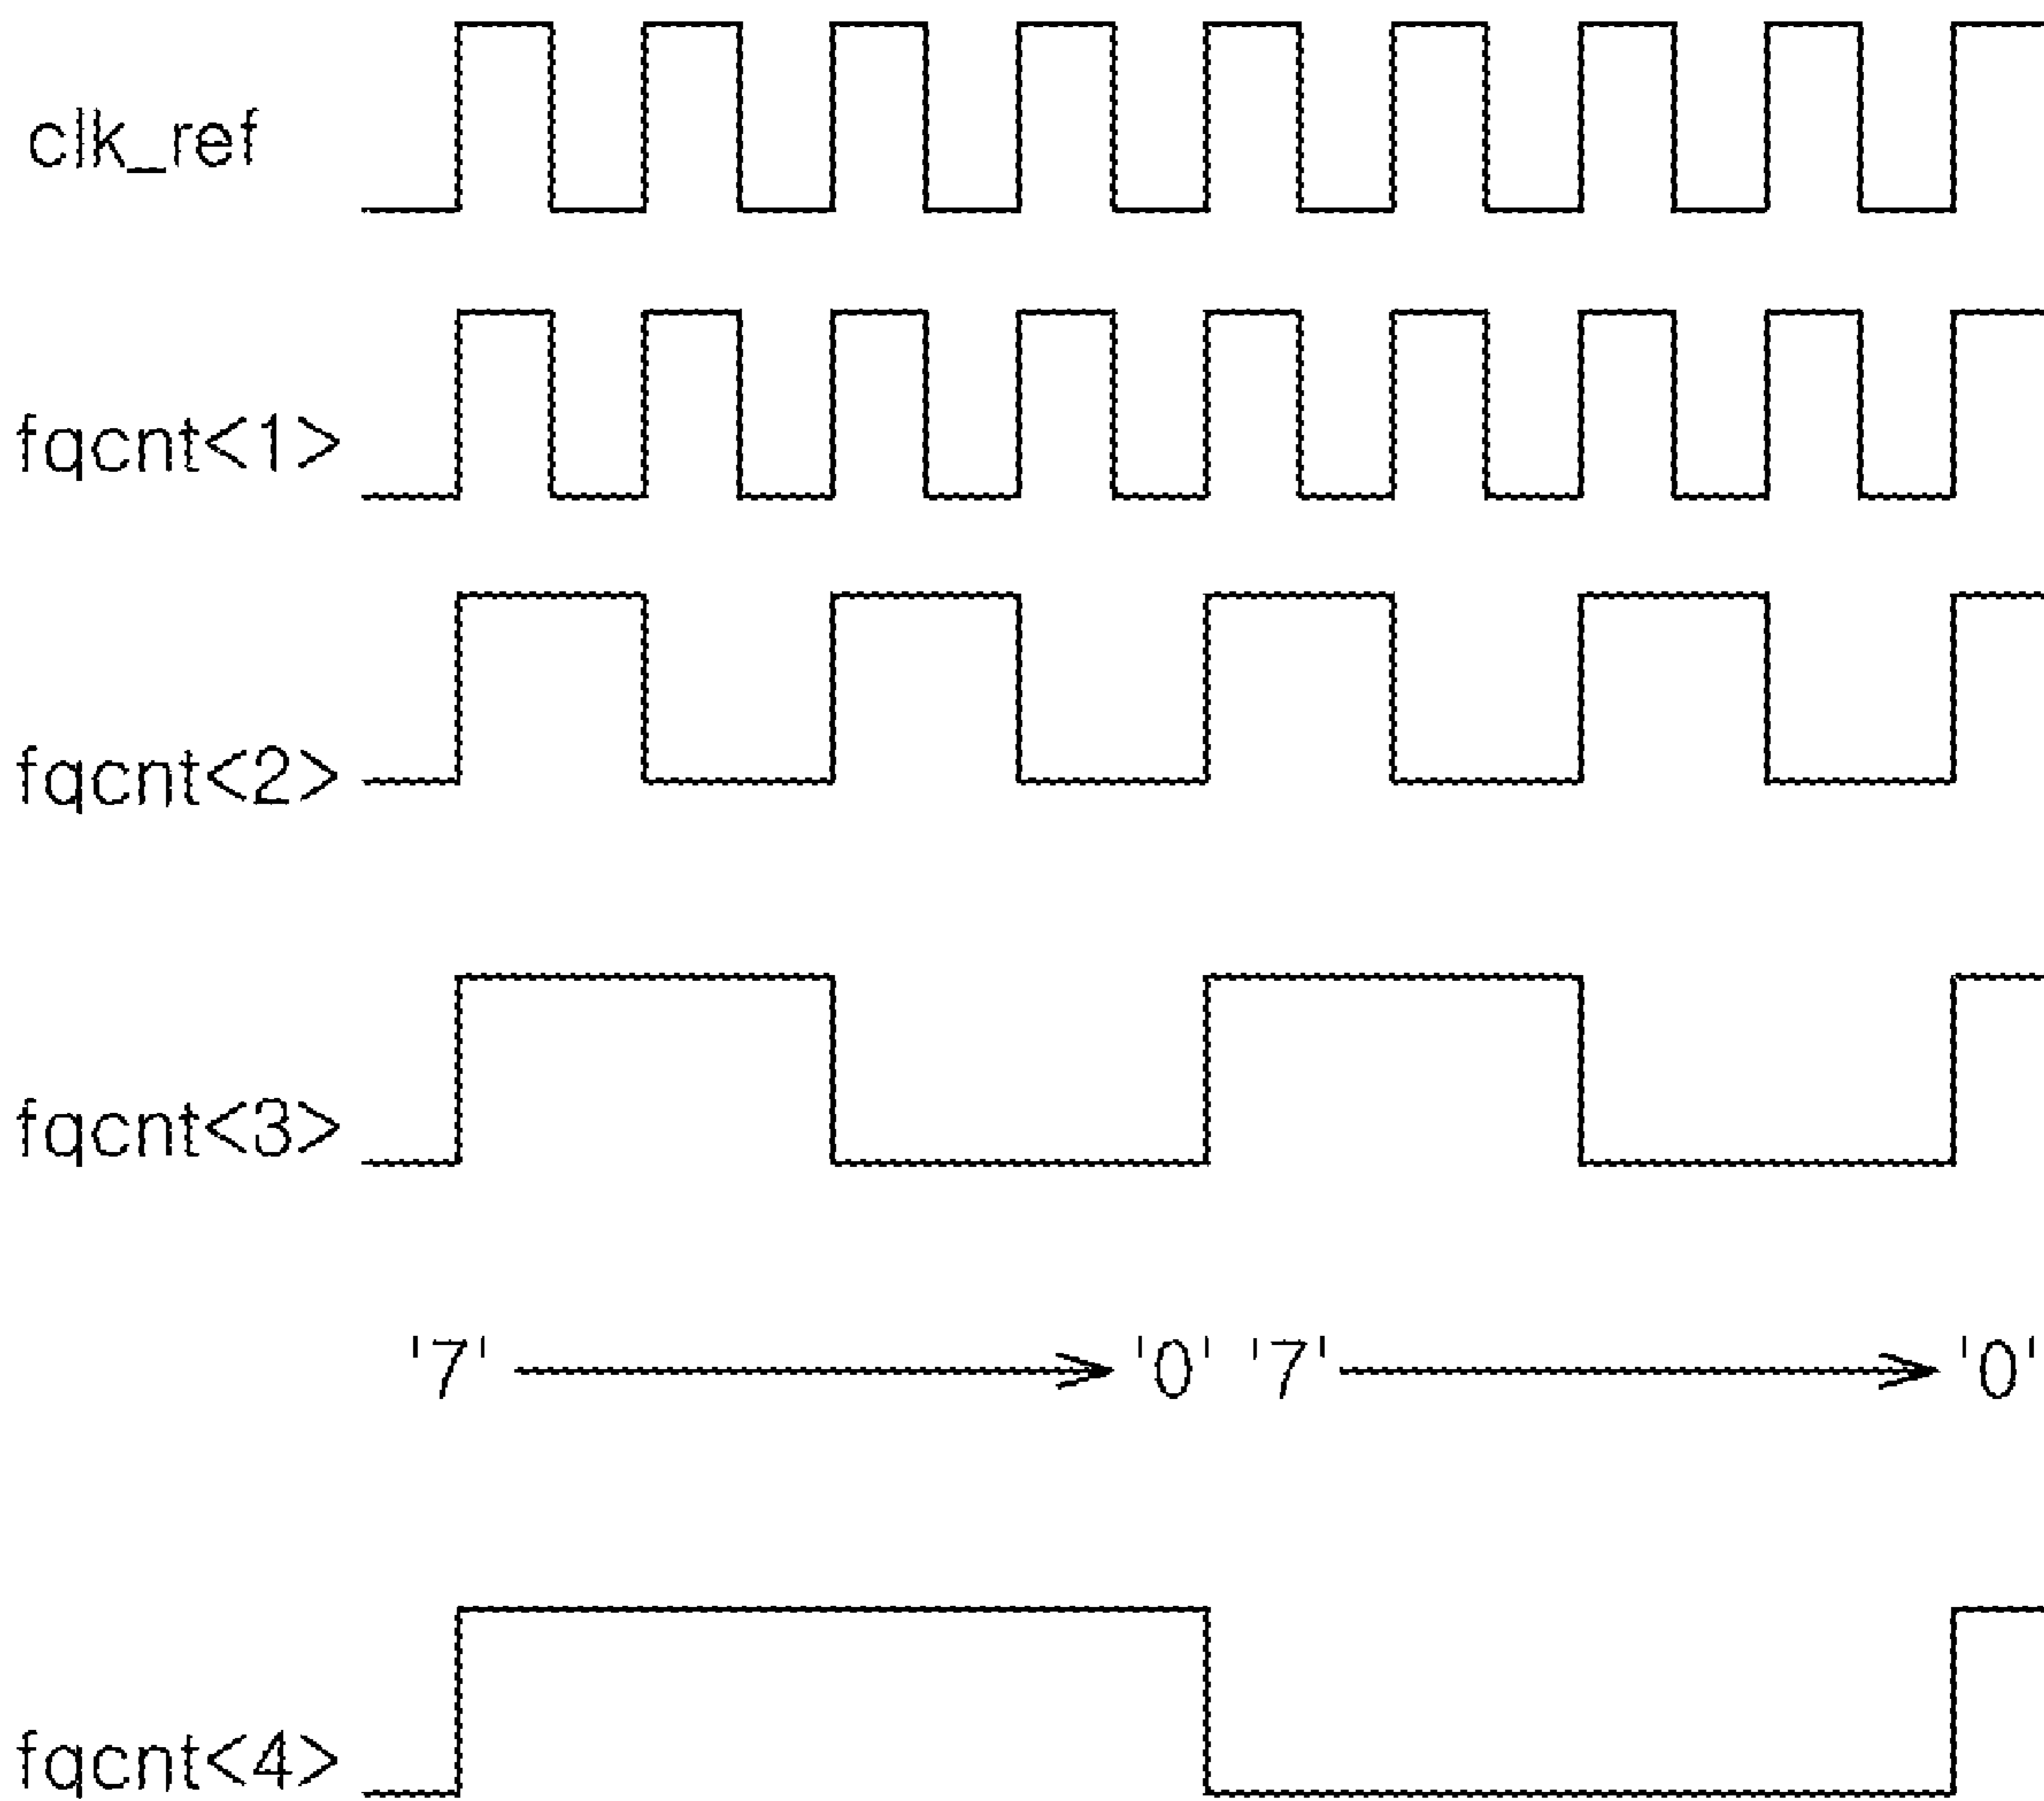 clk_ref
fqcnt<1>
fqcnt<2>
fqcnt<3>
'7' '0' '7' '0'
fqcnt<4>